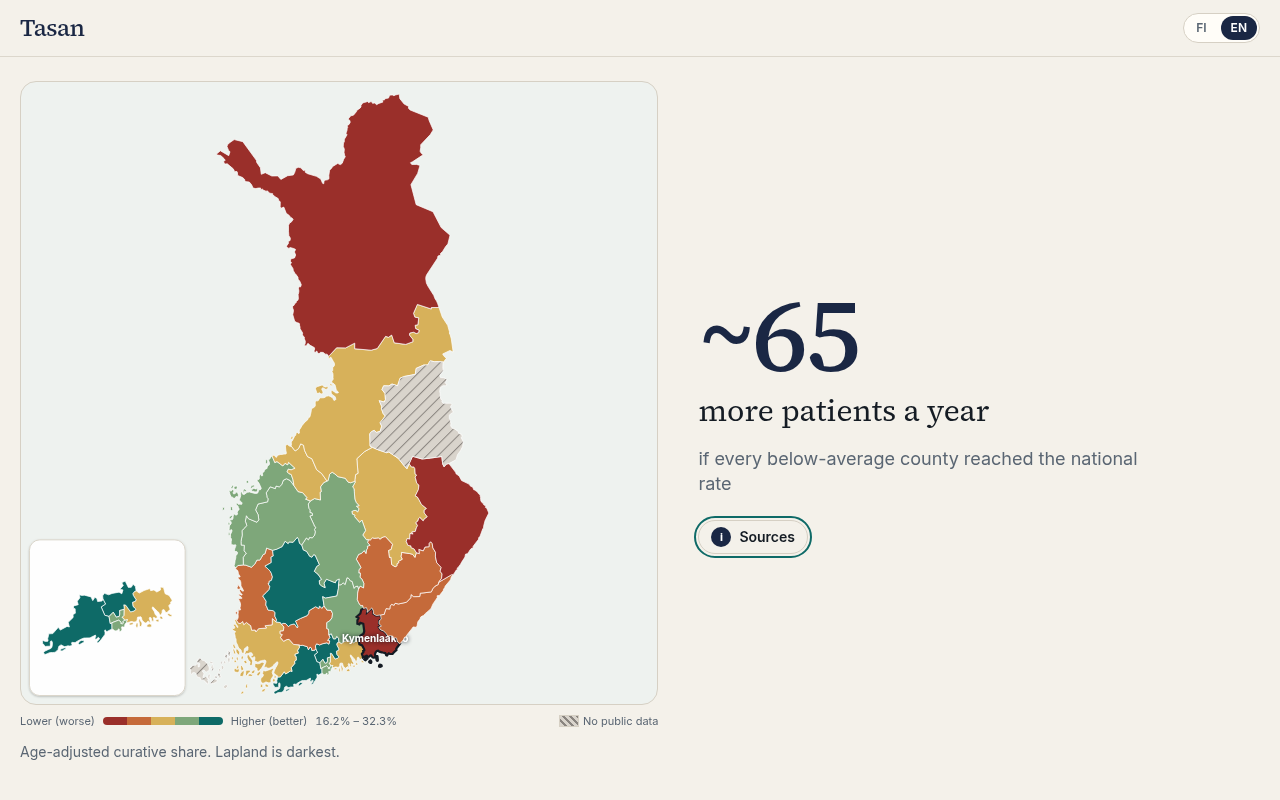 Tasan
FI EN
~65
more patients a year
if every below-average county reached the national
rate
i Sources
Lower (worse) Higher (better) 16.2% – 32.3% No public data
Age-adjusted curative share. Lapland is darkest.